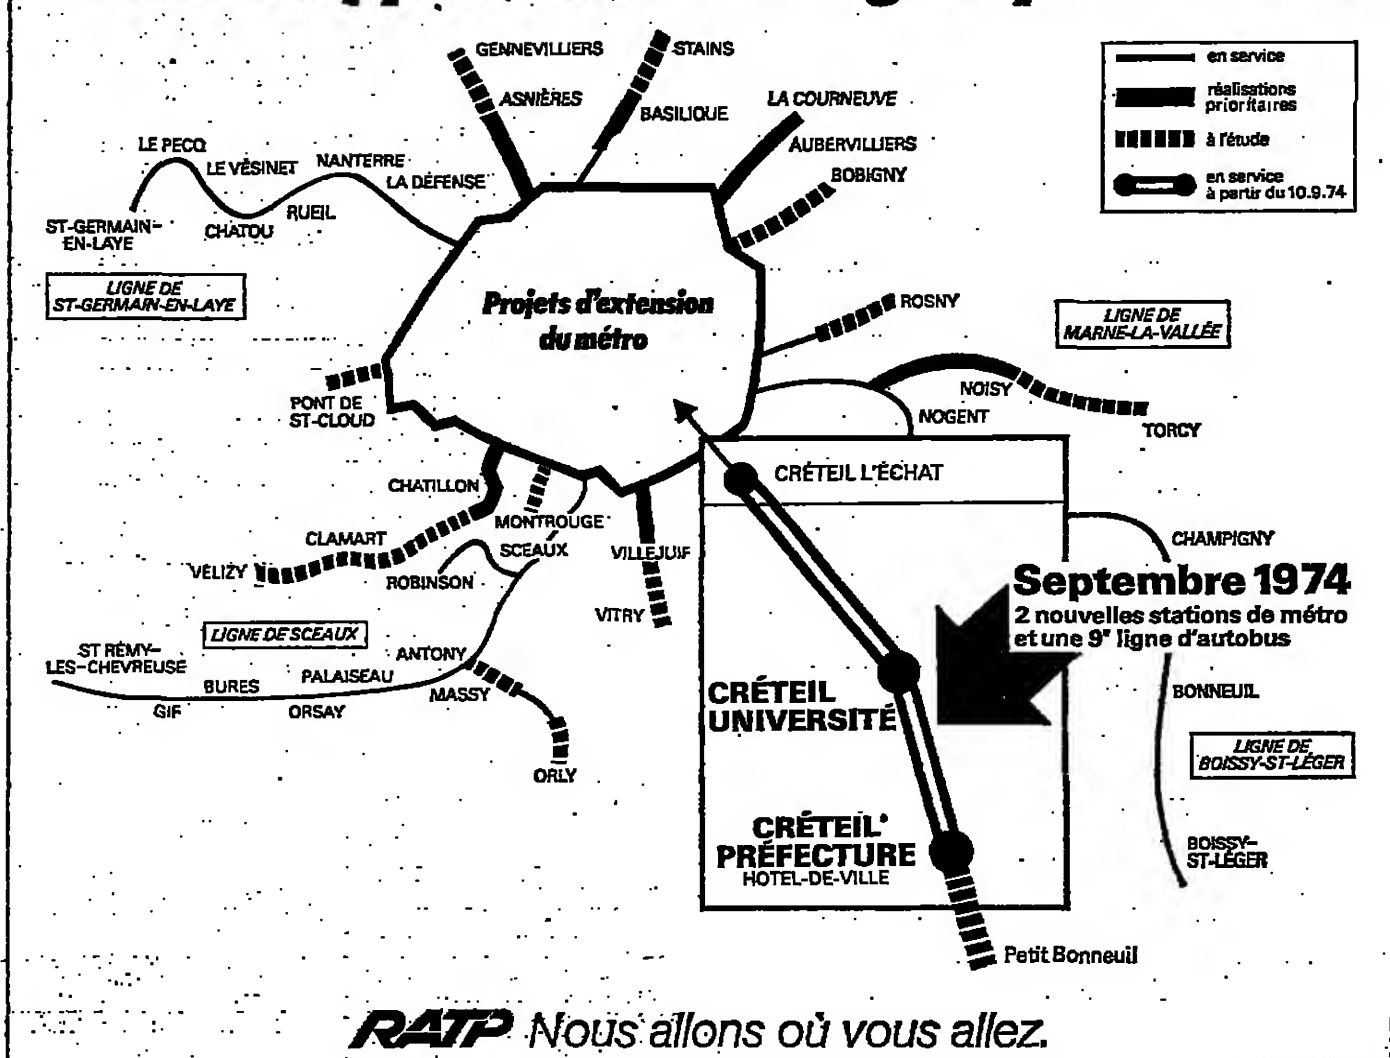 GENNEVILLIERS
STAINS
ASNIÈRES
BASILIQUE
LA COURNEUVE
AUBERVILLIERS
BOBIGNY
en service
réalisations
prioritaires
à l'étude
en service
à partir du 10.9.74
LE PECQ
LE VÉSINET
NANTERRE
LA DÉFENSE
ST-GERMAIN-
EN-LAYE
CHATOU
RUEIL
LIGNE DE
ST-GERMAIN-EN-LAYE
Projets d'extension
du métro
ROSNY
LIGNE DE
MARNE-LA-VALLÉE
NOISY
NOGENT
TORCY
PONT DE
ST-CLOUD
CHATILLON
CLAMART
VÉLIZY
MONTROUGE
SCEAUX
ROBINSON
VILLEJUIF
VITRY
CRÉTEIL L'ÉCHAT
CHAMPIGNY
Septembre 1974
2 nouvelles stations de métro
et une 9e ligne d'autobus
LIGNE DE SCEAUX
ST RÉMY-
LES-CHEVREUSE
GIF
BURES
ORSAY
PALAISEAU
ANTONY
MASSY
ORLY
CRÉTEIL
UNIVERSITÉ
BONNEUIL
LIGNE DE
BOISSY-ST-LÉGER
CRÉTEIL
PRÉFECTURE
HOTEL-DE-VILLE
BOISSY-
ST-LÉGER
Petit Bonneuil
RATP Nous allons où vous allez.